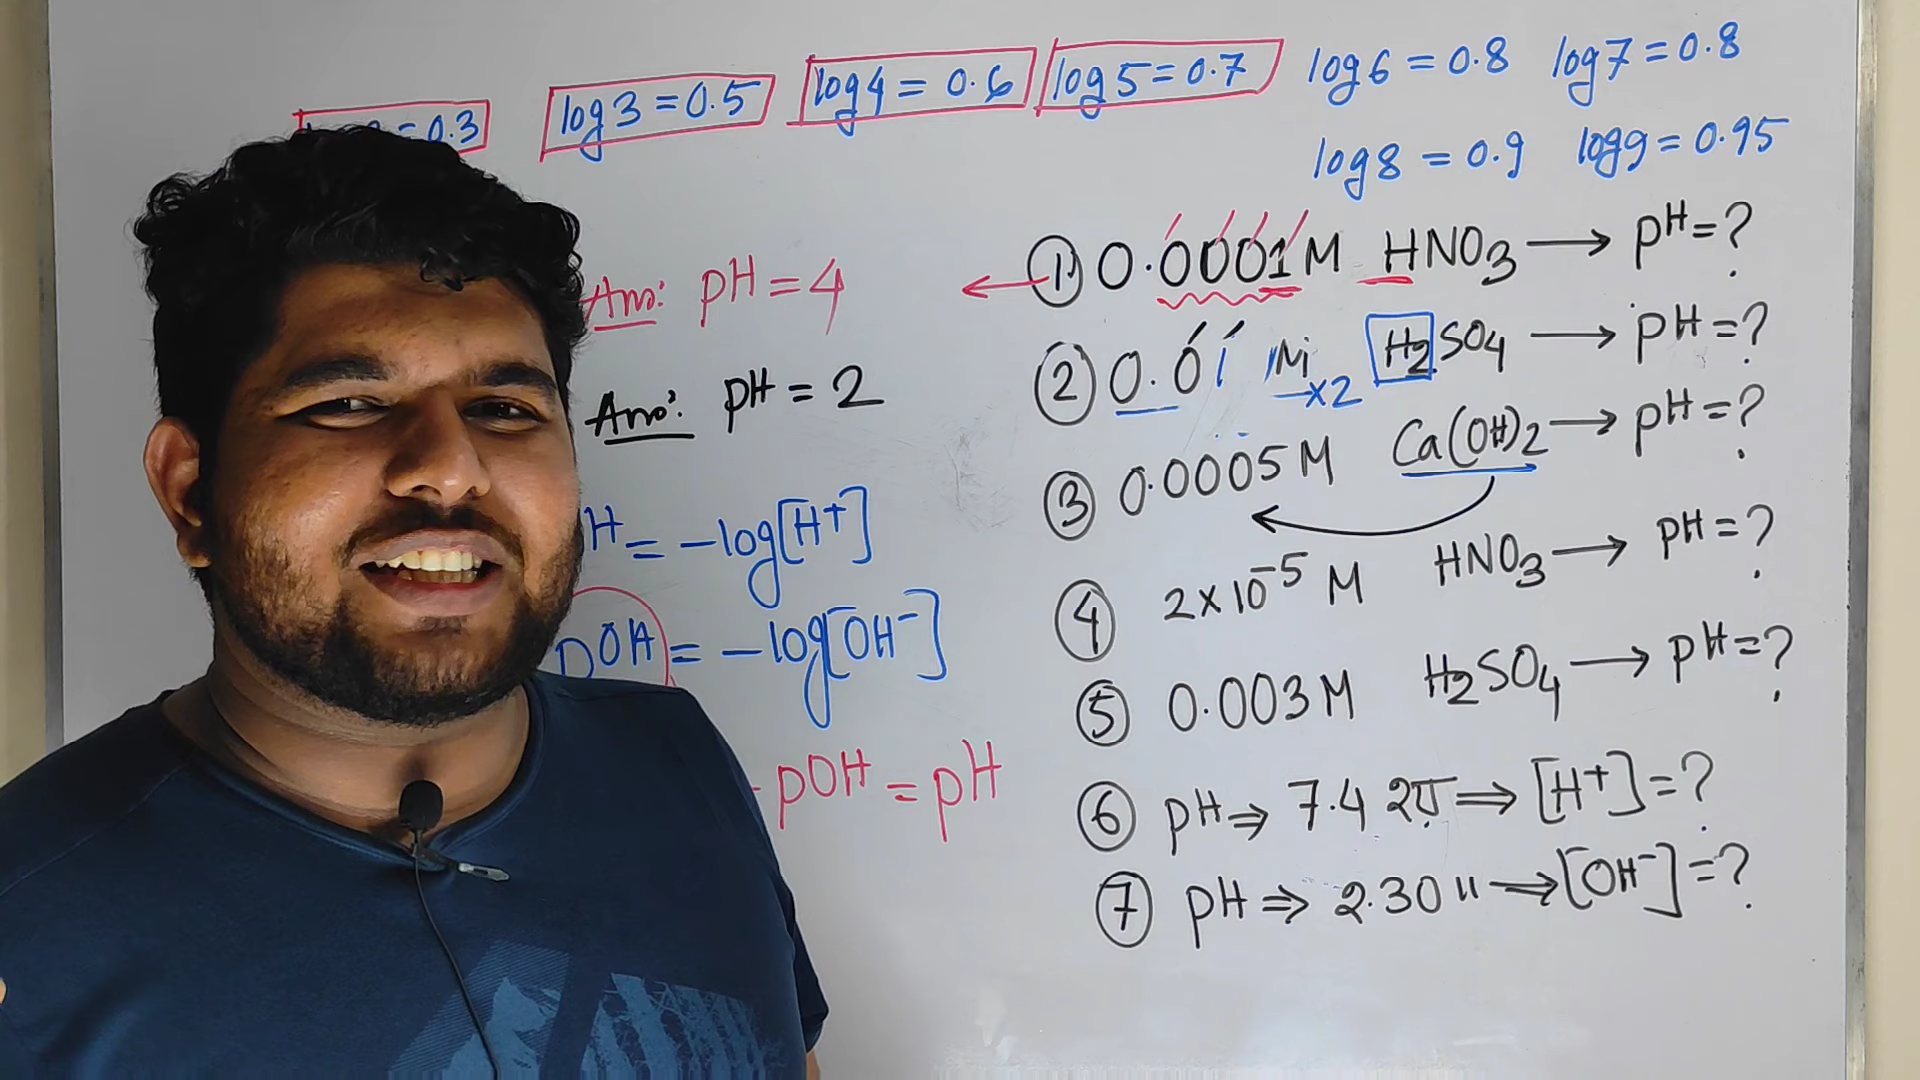 = 0.3 log3 = 0.5 log4 = 0.6 log5 = 0.7 log6 = 0.8 log7 = 0.8
log8 = 0.9 log9 = 0.95
Ans: pH = 4 ← ① 0.0001 M HNO₃ → pH = ?
Ans: pH = 2 ② 0.01 M ×2 H₂SO₄ → pH = ?
③ 0.0005 M Ca(OH)₂ → pH = ?
H = -log[H⁺]
④ 2×10⁻⁵ M HNO₃ → pH = ?
pOH = -log[OH⁻]
⑤ 0.003 M H₂SO₄ → pH = ?
- pOH = pH
⑥ pH ⇒ 7.4 হলে ⇒ [H⁺] = ?
⑦ pH ⇒ 2.30 " ⇒ [OH⁻] = ?